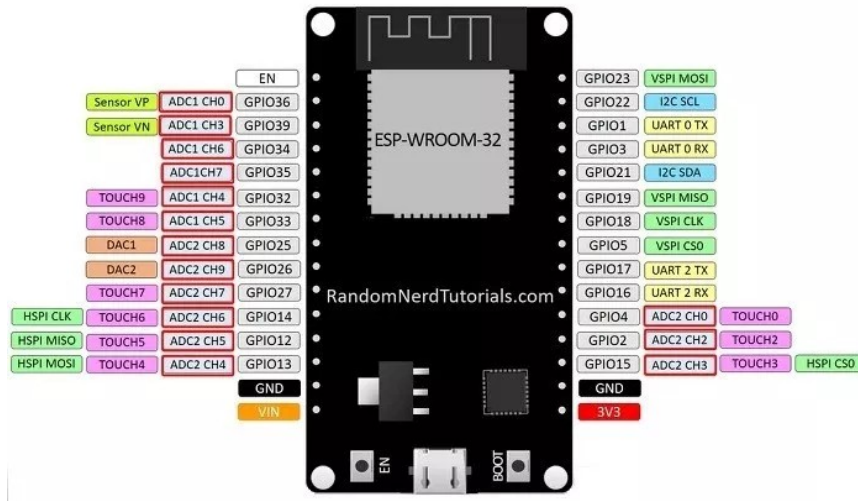 EN GPIO23 VSPI MOSI
Sensor VP ADC1 CH0 GPIO36 GPIO22 I2C SCL
Sensor VN ADC1 CH3 GPIO39 GPIO1 UART 0 TX
ADC1 CH6 GPIO34 ESP-WROOM-32 GPIO3 UART 0 RX
ADC1CH7 GPIO35 GPIO21 I2C SDA
TOUCH9 ADC1 CH4 GPIO32 GPIO19 VSPI MISO
TOUCH8 ADC1 CH5 GPIO33 GPIO18 VSPI CLK
DAC1 ADC2 CH8 GPIO25 GPIO5 VSPI CS0
DAC2 ADC2 CH9 GPIO26 GPIO17 UART 2 TX
TOUCH7 ADC2 CH7 GPIO27 RandomNerdTutorials.com GPIO16 UART 2 RX
HSPI CLK TOUCH6 ADC2 CH6 GPIO14 GPIO4 ADC2 CH0 TOUCH0
HSPI MISO TOUCH5 ADC2 CH5 GPIO12 GPIO2 ADC2 CH2 TOUCH2
HSPI MOSI TOUCH4 ADC2 CH4 GPIO13 GPIO15 ADC2 CH3 TOUCH3 HSPI CS0
GND GND
VIN 3V3
EN BOOT